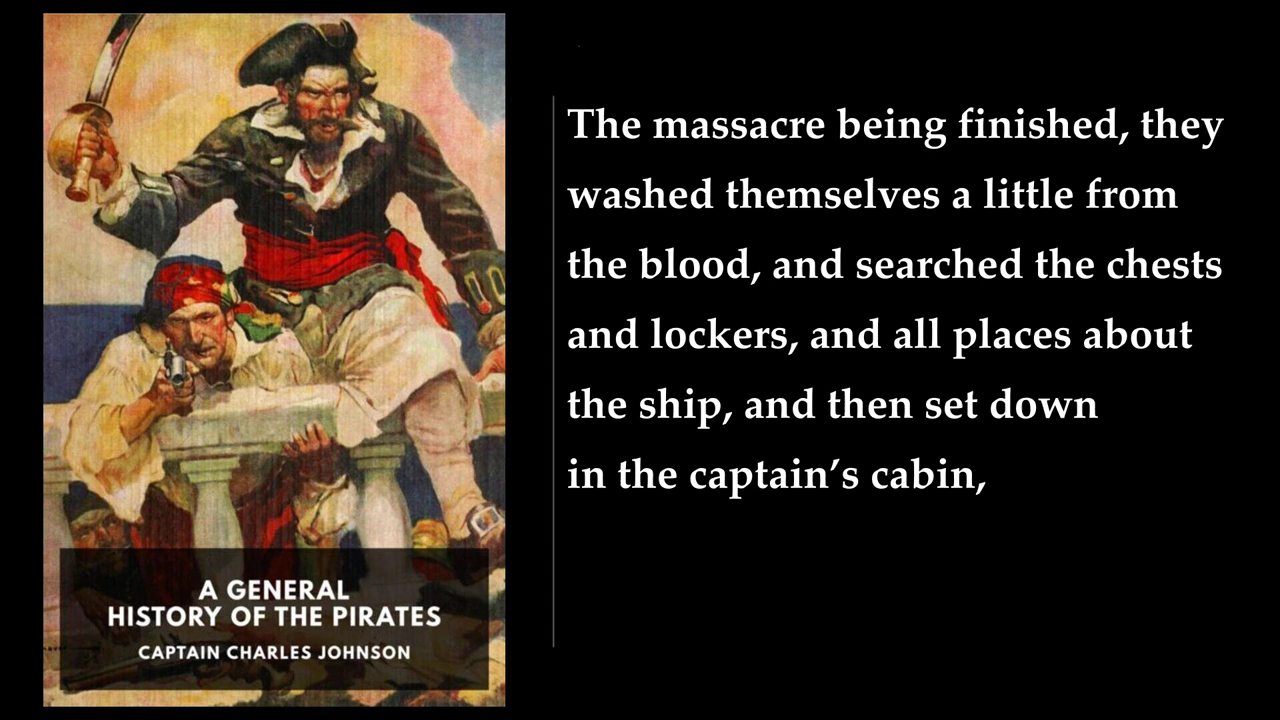 The massacre being finished, they
washed themselves a little from
the blood, and searched the chests
and lockers, and all places about
the ship, and then set down
in the captain’s cabin,
A GENERAL
HISTORY OF THE PIRATES
CAPTAIN CHARLES JOHNSON